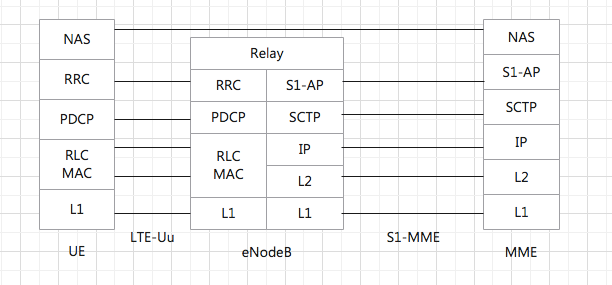 NAS
RRC
PDCP
RLC
MAC
L1
UE
LTE-Uu
Relay
RRC
S1-AP
PDCP
SCTP
RLC
MAC
IP
L2
L1
L1
eNodeB
S1-MME
NAS
S1-AP
SCTP
IP
L2
L1
MME